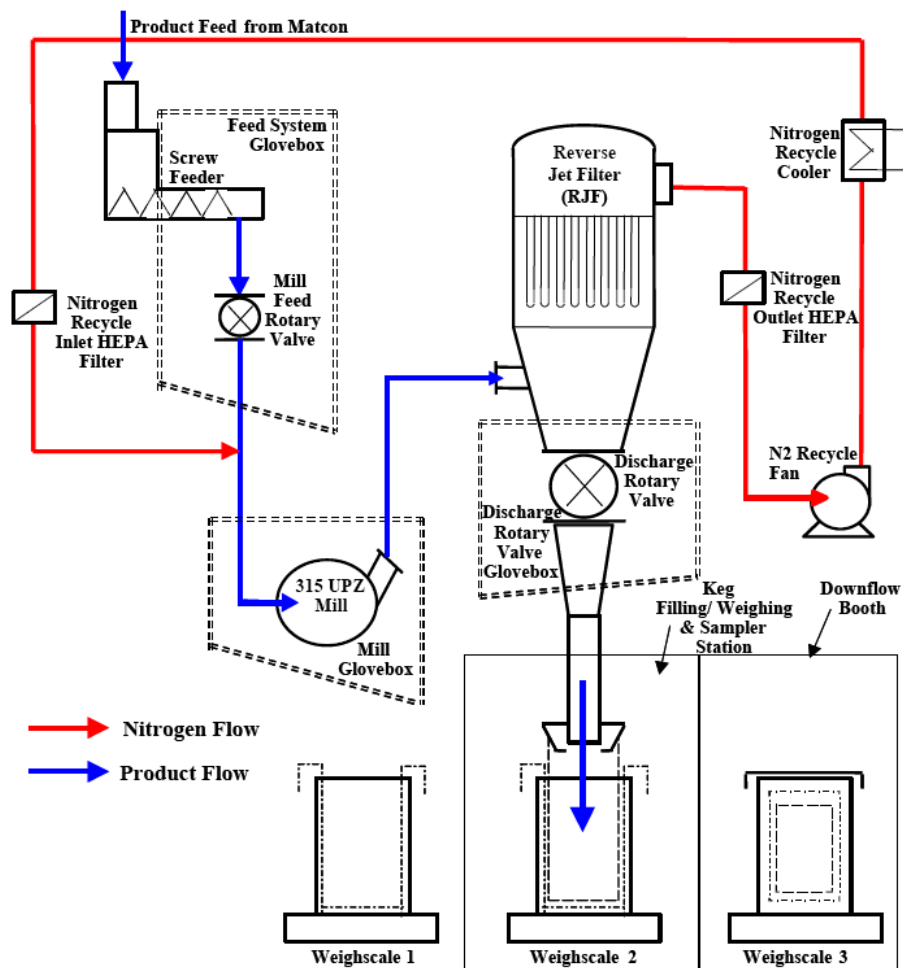 Product Feed from Matcon
Feed System
Glovebox
Screw
Feeder
Reverse
Jet Filter
(RJF)
Nitrogen
Recycle
Cooler
Mill
Feed
Rotary
Valve
Nitrogen
Recycle
Inlet HEPA
Filter
Nitrogen
Recycle
Outlet HEPA
Filter
N2 Recycle
Fan
Discharge
Rotary
Valve
Discharge
Rotary
Valve
Glovebox
315 UPZ
Mill
Mill
Glovebox
Keg
Filling/ Weighing
& Sampler
Station
Downflow
Booth
Nitrogen Flow
Product Flow
Weighscale 1
Weighscale 2
Weighscale 3